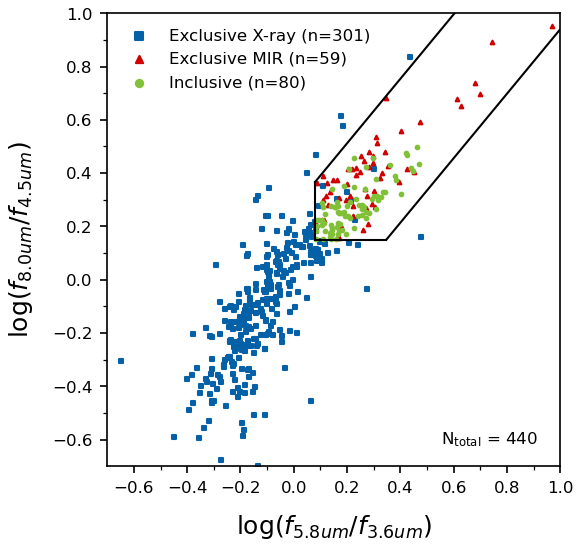 Exclusive X-ray (n=301)
Exclusive MIR (n=59)
Inclusive (n=80)
1.0
0.8
0.6
0.4
0.2
0.0
−0.2
−0.4
−0.6
log(f8.0um/f4.5um)
Ntotal = 440
−0.6 −0.4 −0.2 0.0 0.2 0.4 0.6 0.8 1.0
log(f5.8um/f3.6um)